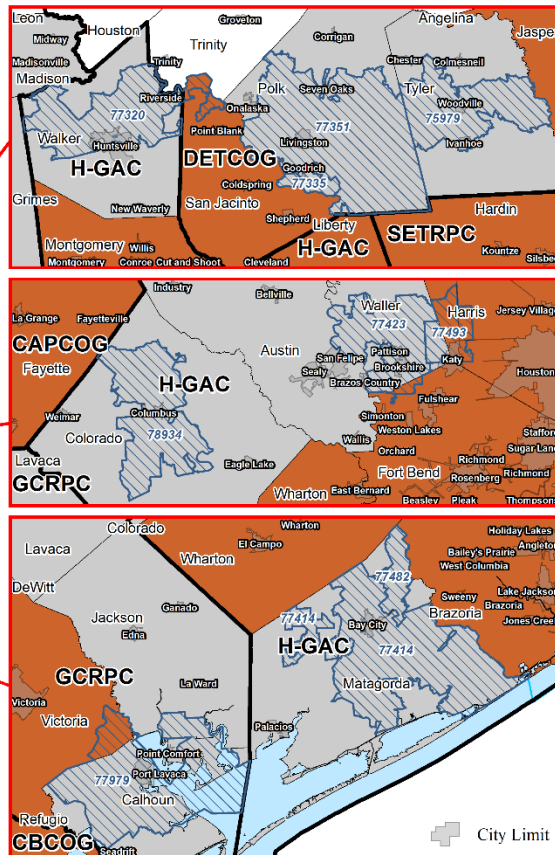 Leon
Houston
Groveton
Angelina
Jaspe
Midway
Trinity
Corrigan
Madisonville
Trinity
Chester
Colmesneil
Madison
Polk
Seven Oaks
Tyler
Riverside
Onalaska
Woodville
77320
77351
75979
Walker
Point Blank
Livingston
Ivanhoe
Huntsville
H-GAC
DETCOG
Goodrich
Coldspring
77335
Grimes
New Waverly
San Jacinto
Shepherd
Liberty
Hardin
H-GAC
SETRPC
Montgomery
Willis
Kountze
Montgomery
Conroe
Cut and Shoot
Cleveland
Silsbe
Industry
Bellville
Waller
La Grange
Fayetteville
77423
Harris
Jersey Village
CAPCOG
Austin
77493
Fayette
San Felipe
Pattison
H-GAC
Sealy
Brookshire
Katy
Houston
Brazos Country
Columbus
Fulshear
Weimar
Simonton
Colorado
78934
Weston Lakes
Stafford
Wallis
Orchard
Sugar Land
Lavaca
Eagle Lake
Fort Bend
Richmond
Richmond
GCRPC
Rosenberg
Wharton
East Bernard
Beasley
Pleak
Thompsons
Colorado
Wharton
Holiday Lakes
Lavaca
El Campo
Angleton
Wharton
Bailey's Prairie
West Columbia
DeWitt
77482
Sweeny
Lake Jackson
Jackson
Ganado
77414
Brazoria
Brazoria
Edna
Bay City
Jones Creek
H-GAC
77414
GCRPC
La Ward
Matagorda
Victoria
Victoria
Palacios
Point Comfort
77979
Port Lavaca
Calhoun
Refugio
CBCOG
Seadrift
City Limit